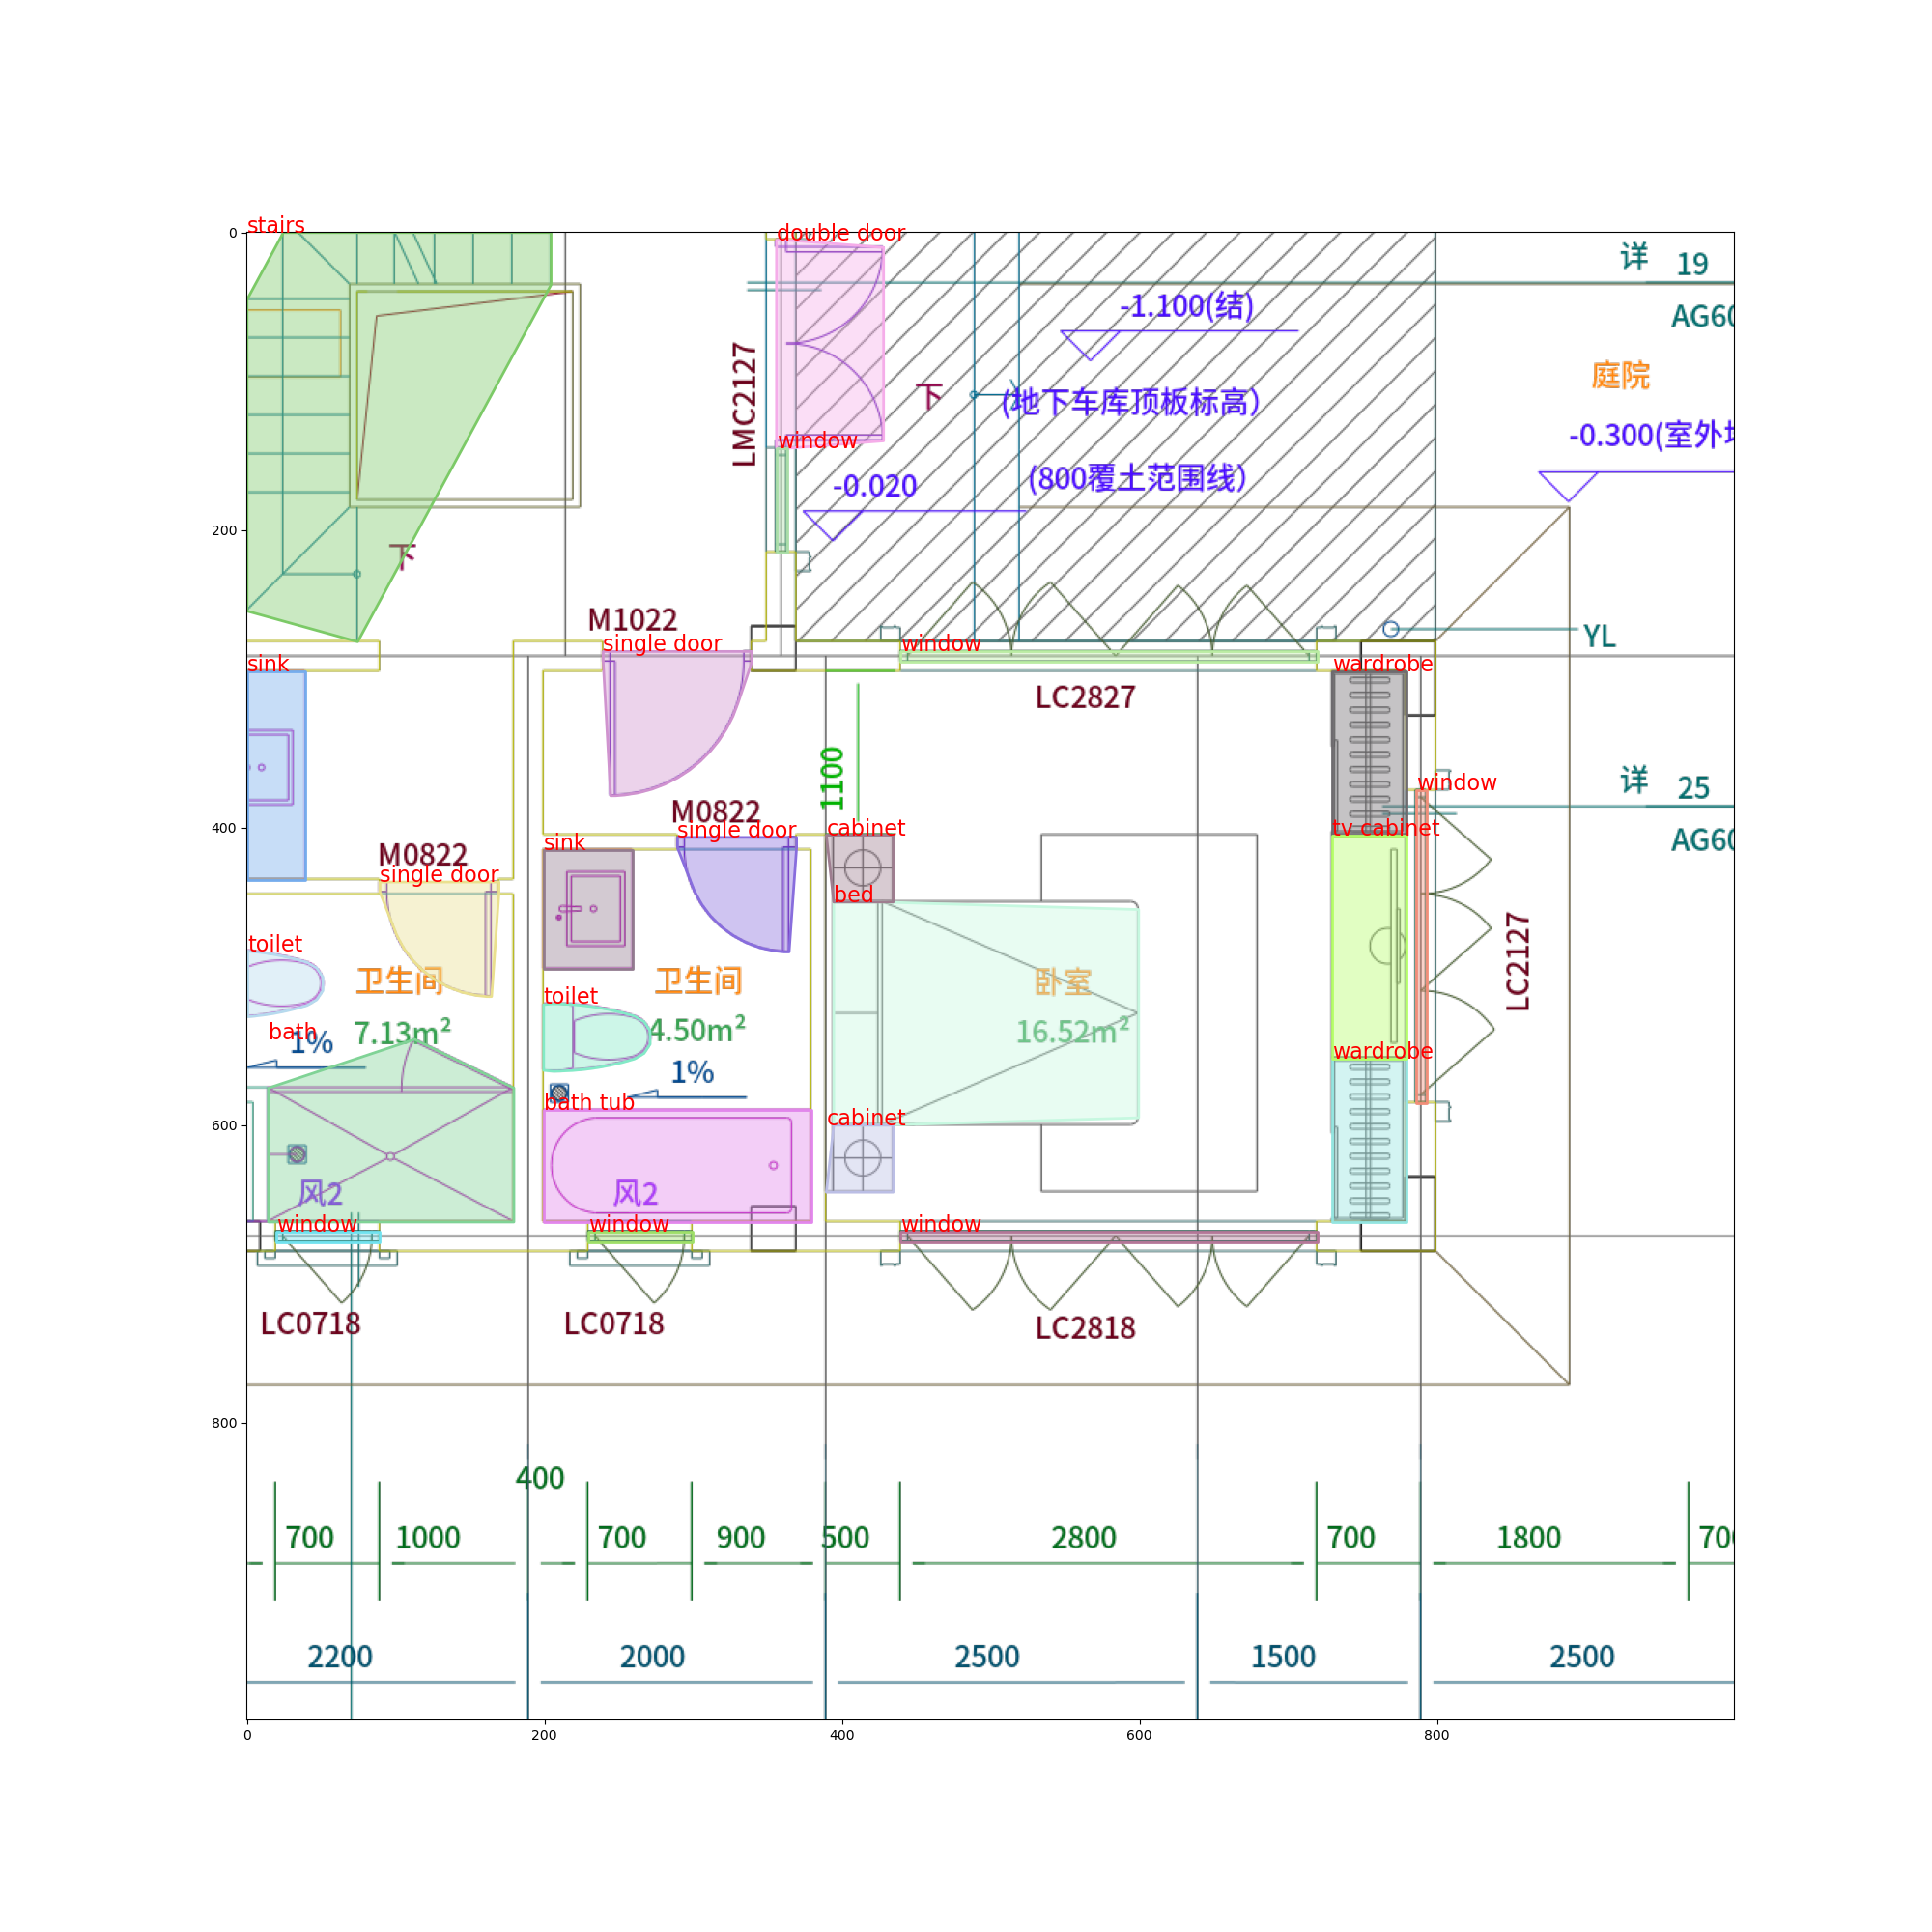 stairs
double door
0
详 19
-1.100(结)
AG60
庭院
LMC2127
下
(地下车库顶板标高)
window
-0.300(室外
-0.020
(800覆土范围线)
200
下
M1022
single door
window
YL
sink
wardrobe
LC2827
1100
window
详 25
M0822
400
single door
cabinet
tv cabinet
sink
AG60
M0822
single door
bed
LC2127
toilet
卫生间
卫生间
卧室
toilet
bath
1%
7.13m²
4.50m²
16.52m²
wardrobe
1%
bath tub
600
cabinet
风2
风2
window
window
window
LC0718
LC0718
LC2818
800
400
700 1000 700 900 500 2800 700 1800
2200 2000 2500 1500 2500
0 200 400 600 800